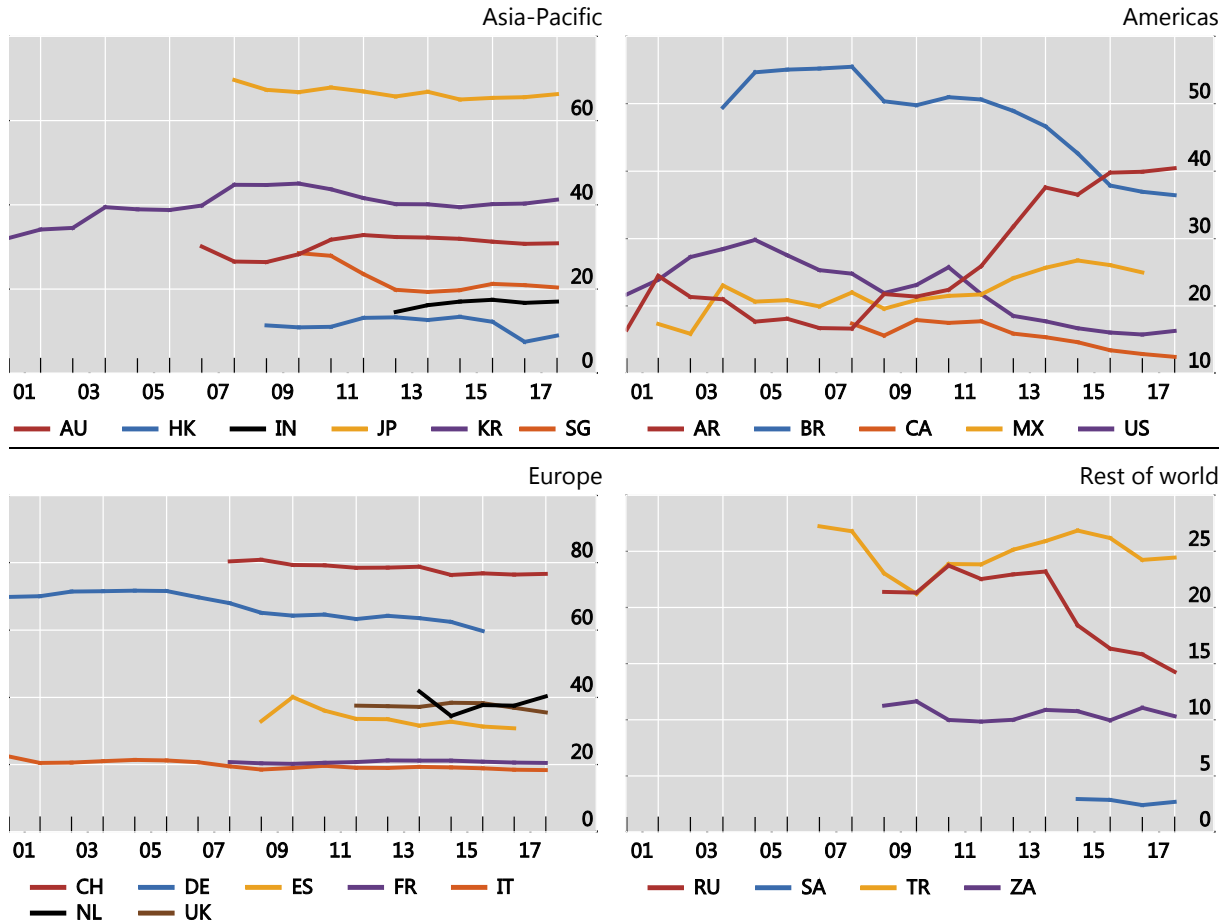 Asia-Pacific
60
40
20
0
01 03 05 07 09 11 13 15 17
AU HK IN JP KR SG
Americas
50
40
30
20
10
01 03 05 07 09 11 13 15 17
AR BR CA MX US
Europe
80
60
40
20
0
01 03 05 07 09 11 13 15 17
CH DE ES FR IT
NL UK
Rest of world
25
20
15
10
5
0
01 03 05 07 09 11 13 15 17
RU SA TR ZA